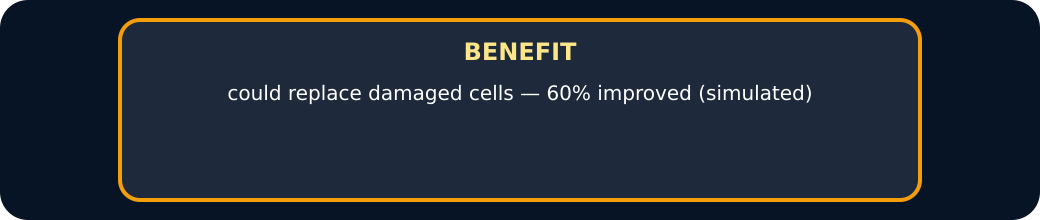 BENEFIT
could replace damaged cells — 60% improved (simulated)